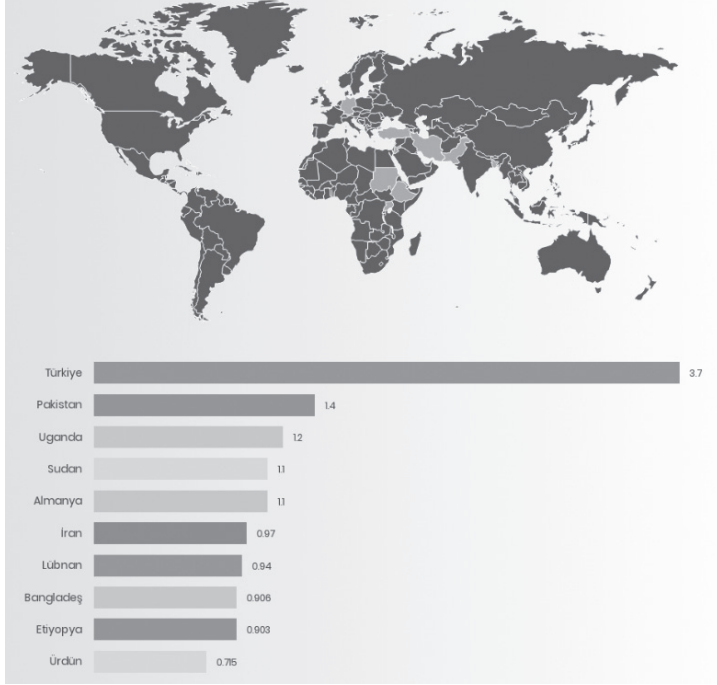 Türkiye 3.7
Pakistan 1.4
Uganda 1.2
Sudan 1.1
Almanya 1.1
İran 0.97
Lübnan 0.94
Bangladeş 0.906
Etiyopya 0.903
Ürdün 0.715